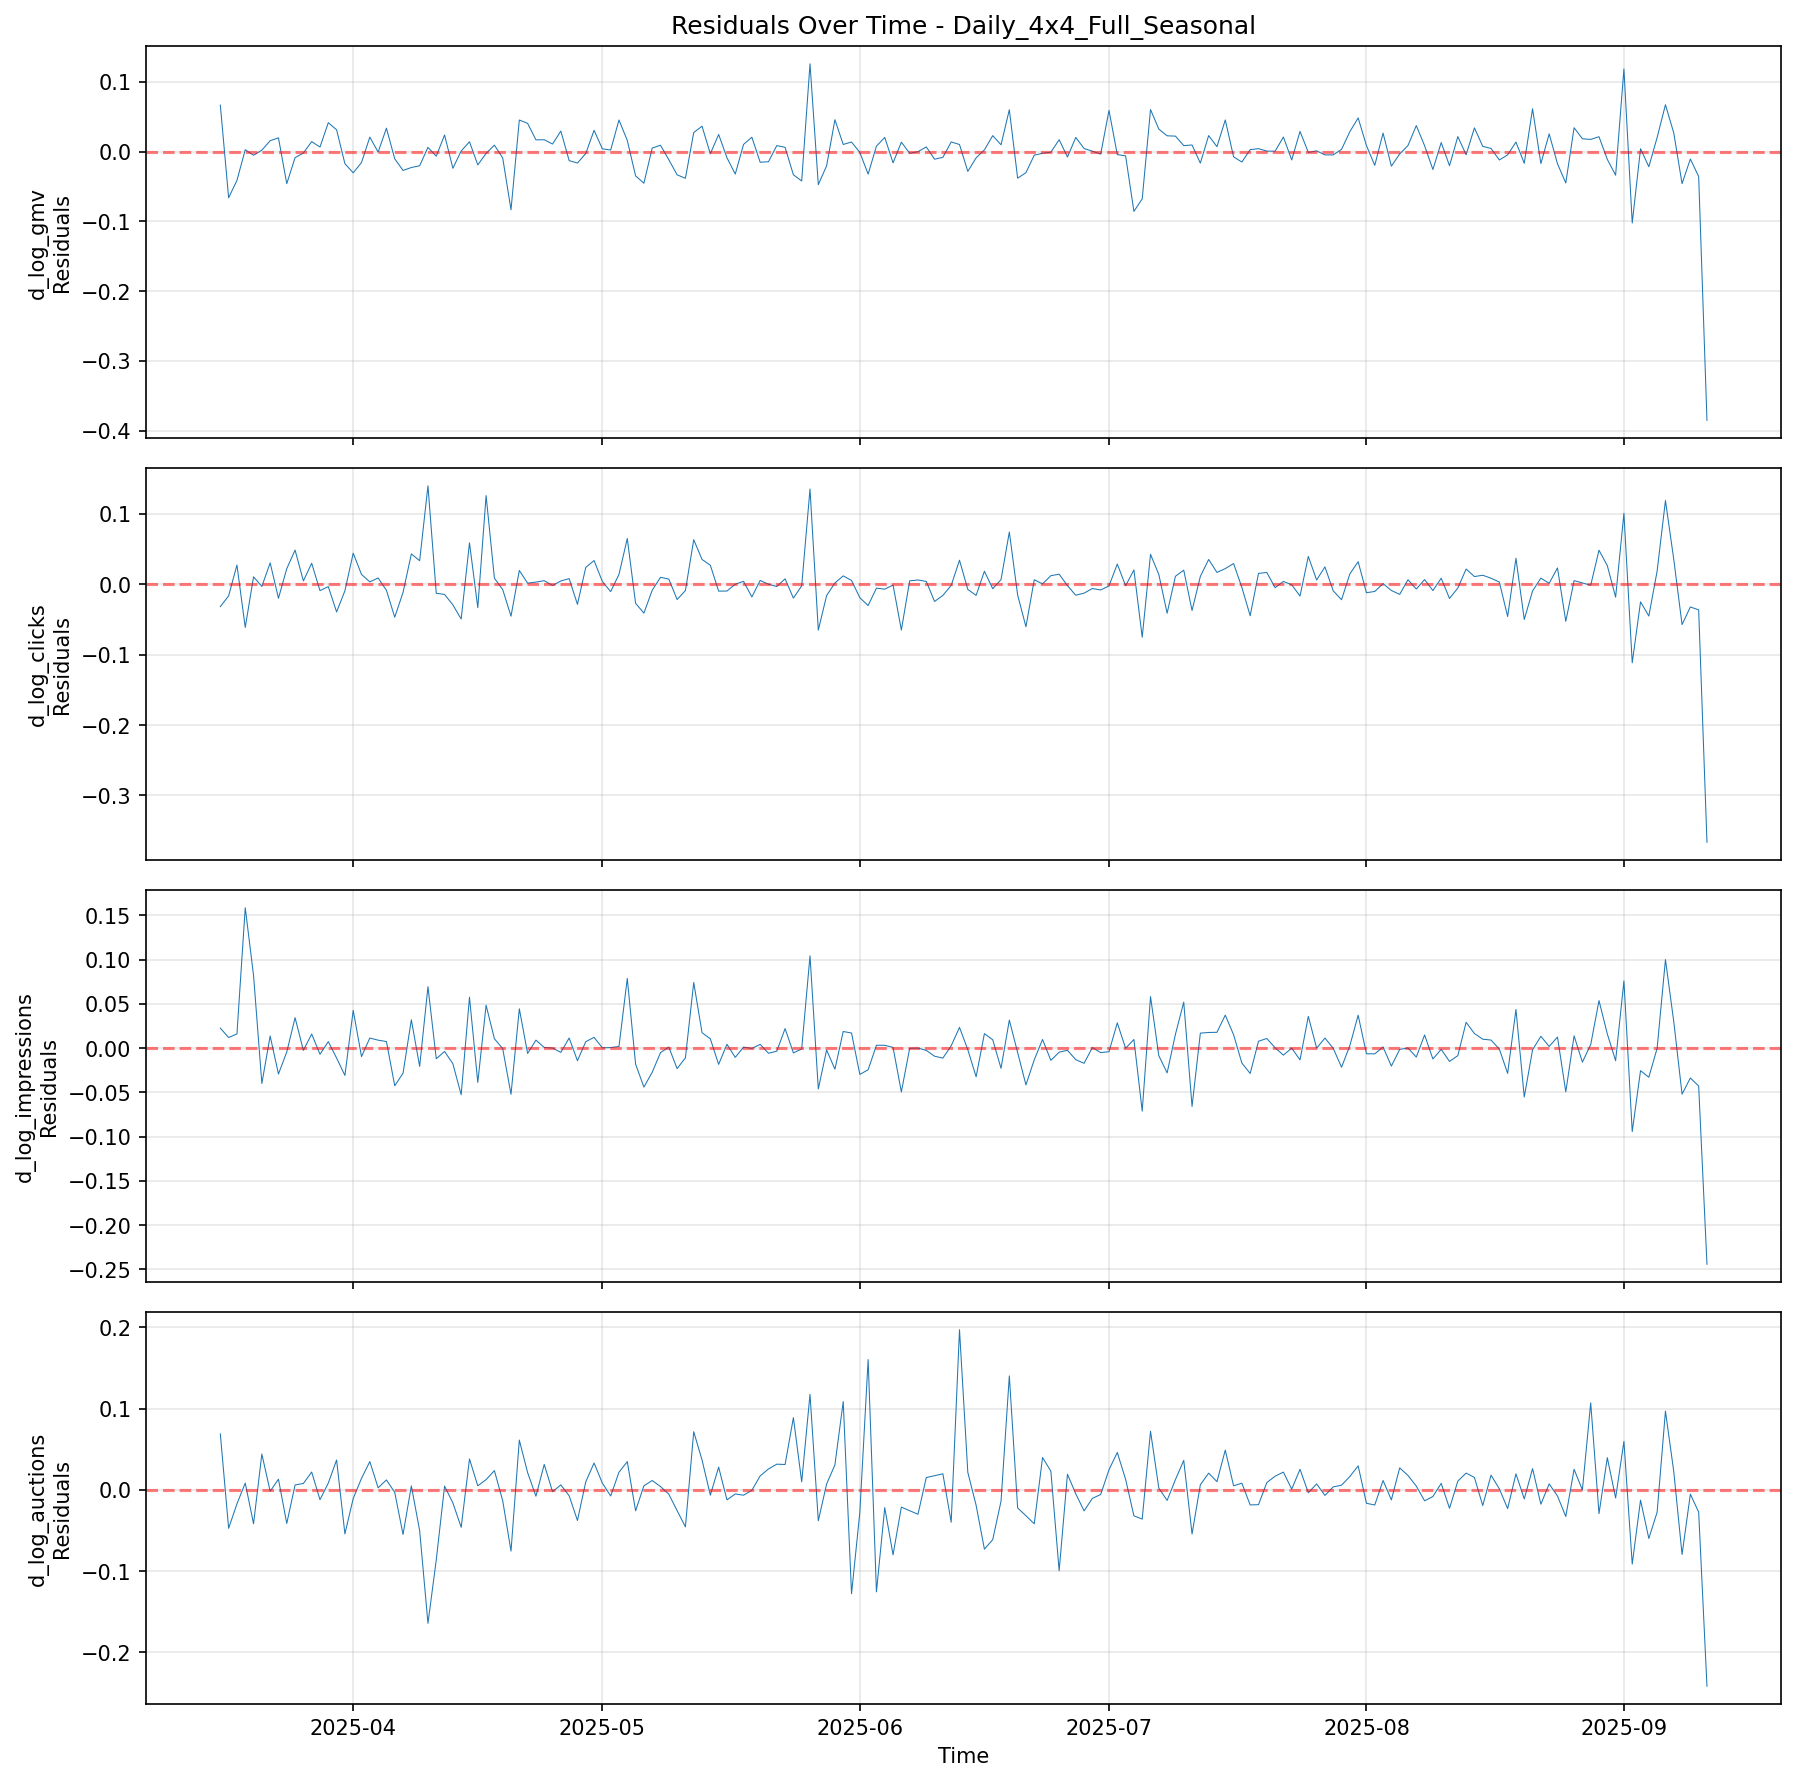 Residuals Over Time - Daily_4x4_Full_Seasonal
0.1
0.0
−0.1
−0.2
−0.3
−0.4
d_log_gmv
Residuals
0.1
0.0
−0.1
−0.2
−0.3
d_log_clicks
Residuals
0.15
0.10
0.05
0.00
−0.05
−0.10
−0.15
−0.20
−0.25
d_log_impressions
Residuals
0.2
0.1
0.0
−0.1
−0.2
d_log_auctions
Residuals
2025-04 2025-05 2025-06 2025-07 2025-08 2025-09
Time